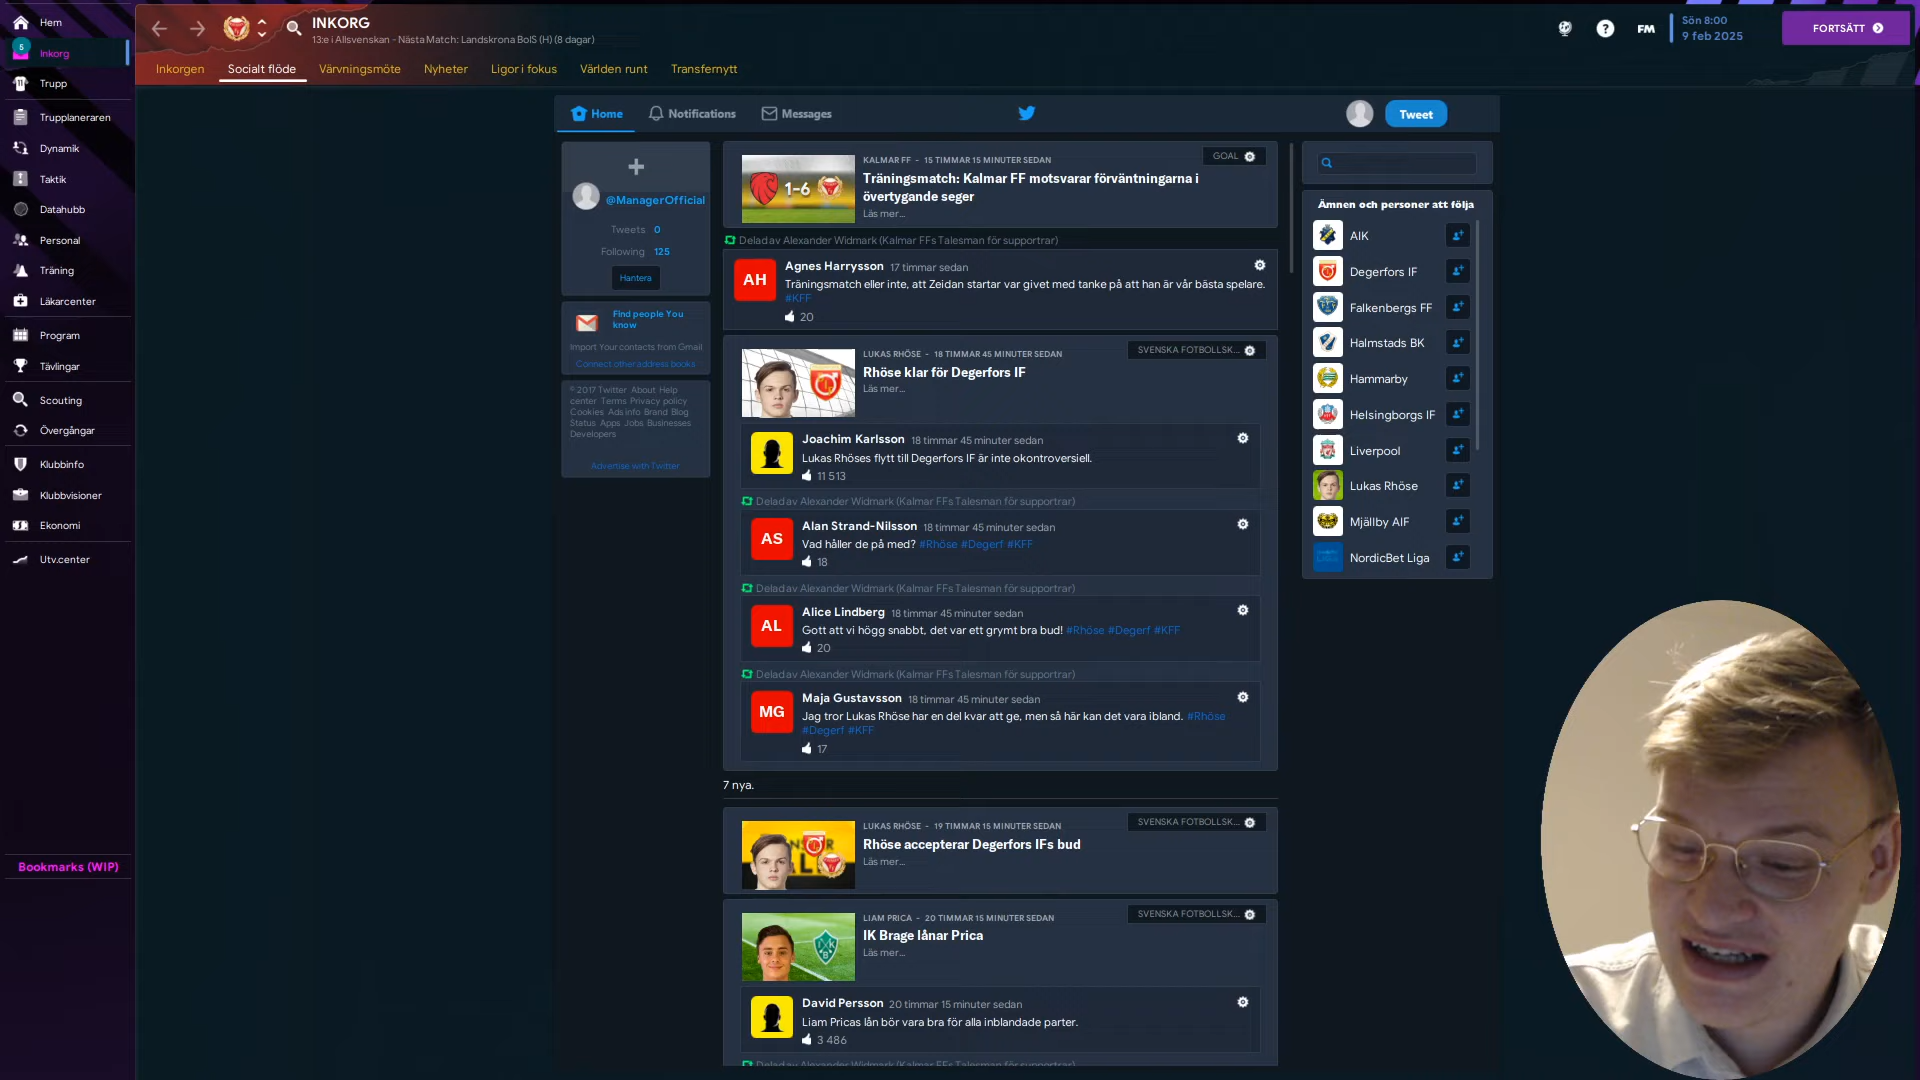 Hem
5
Inkorg
Trupp
Trupplaneraren
Dynamik
Taktik
Datahubb
Personal
Träning
Läkarcenter
Program
Tävlingar
Scouting
Övergångar
Klubbinfo
Klubbvisioner
Ekonomi
Utv.center
Bookmarks (WIP)
INKORG
13:e i Allsvenskan - Nästa Match: Landskrona BoIS (H) (8 dagar)
FM
Sön 8:00
9 feb 2025
FORTSÄTT
Inkorgen
Socialt flöde
Värvningsmöte
Nyheter
Ligor i fokus
Världen runt
Transfernytt
Home
Notifications
Messages
Tweet
@ManagerOfficial
Tweets 0
Following 125
Hantera
Find people You
know
Import Your contacts from Gmail
Connect other address books
© 2017 Twitter About Help
center Terms Privacy policy
Cookies Ads info Brand Blog
Status Apps Jobs Businesses
Developers
Advertise with Twitter
1-6
KALMAR FF - 15 TIMMAR 15 MINUTER SEDAN
GOAL
Träningsmatch: Kalmar FF motsvarar förväntningarna i
övertygande seger
Läs mer...
Delad av Alexander Widmark (Kalmar FFs Talesman för supportrar)
AH
Agnes Harrysson 17 timmar sedan
Träningsmatch eller inte, att Zeidan startar var givet med tanke på att han är vår bästa spelare.
#KFF
20
LUKAS RHÖSE - 18 TIMMAR 45 MINUTER SEDAN
SVENSKA FOTBOLLSK...
Rhöse klar för Degerfors IF
Läs mer...
Joachim Karlsson 18 timmar 45 minuter sedan
Lukas Rhöses flytt till Degerfors IF är inte okontroversiell.
11 513
Delad av Alexander Widmark (Kalmar FFs Talesman för supportrar)
AS
Alan Strand-Nilsson 18 timmar 45 minuter sedan
Vad håller de på med? #Rhöse #Degerf #KFF
18
Delad av Alexander Widmark (Kalmar FFs Talesman för supportrar)
AL
Alice Lindberg 18 timmar 45 minuter sedan
Gott att vi högg snabbt, det var ett grymt bra bud! #Rhöse #Degerf #KFF
20
Delad av Alexander Widmark (Kalmar FFs Talesman för supportrar)
MG
Maja Gustavsson 18 timmar 45 minuter sedan
Jag tror Lukas Rhöse har en del kvar att ge, men så här kan det vara ibland. #Rhöse
#Degerf #KFF
17
7 nya.
LUKAS RHÖSE - 19 TIMMAR 15 MINUTER SEDAN
SVENSKA FOTBOLLSK...
Rhöse accepterar Degerfors IFs bud
Läs mer...
LIAM PRICA - 20 TIMMAR 15 MINUTER SEDAN
SVENSKA FOTBOLLSK...
IK Brage lånar Prica
Läs mer...
David Persson 20 timmar 15 minuter sedan
Liam Pricas lån bör vara bra för alla inblandade parter.
3 486
Delad av Alexander Widmark (Kalmar FFs Talesman för supportrar)
Ämnen och personer att följa
AIK
Degerfors IF
Falkenbergs FF
Halmstads BK
Hammarby
Helsingborgs IF
Liverpool
Lukas Rhöse
Mjällby AIF
NordicBet Liga